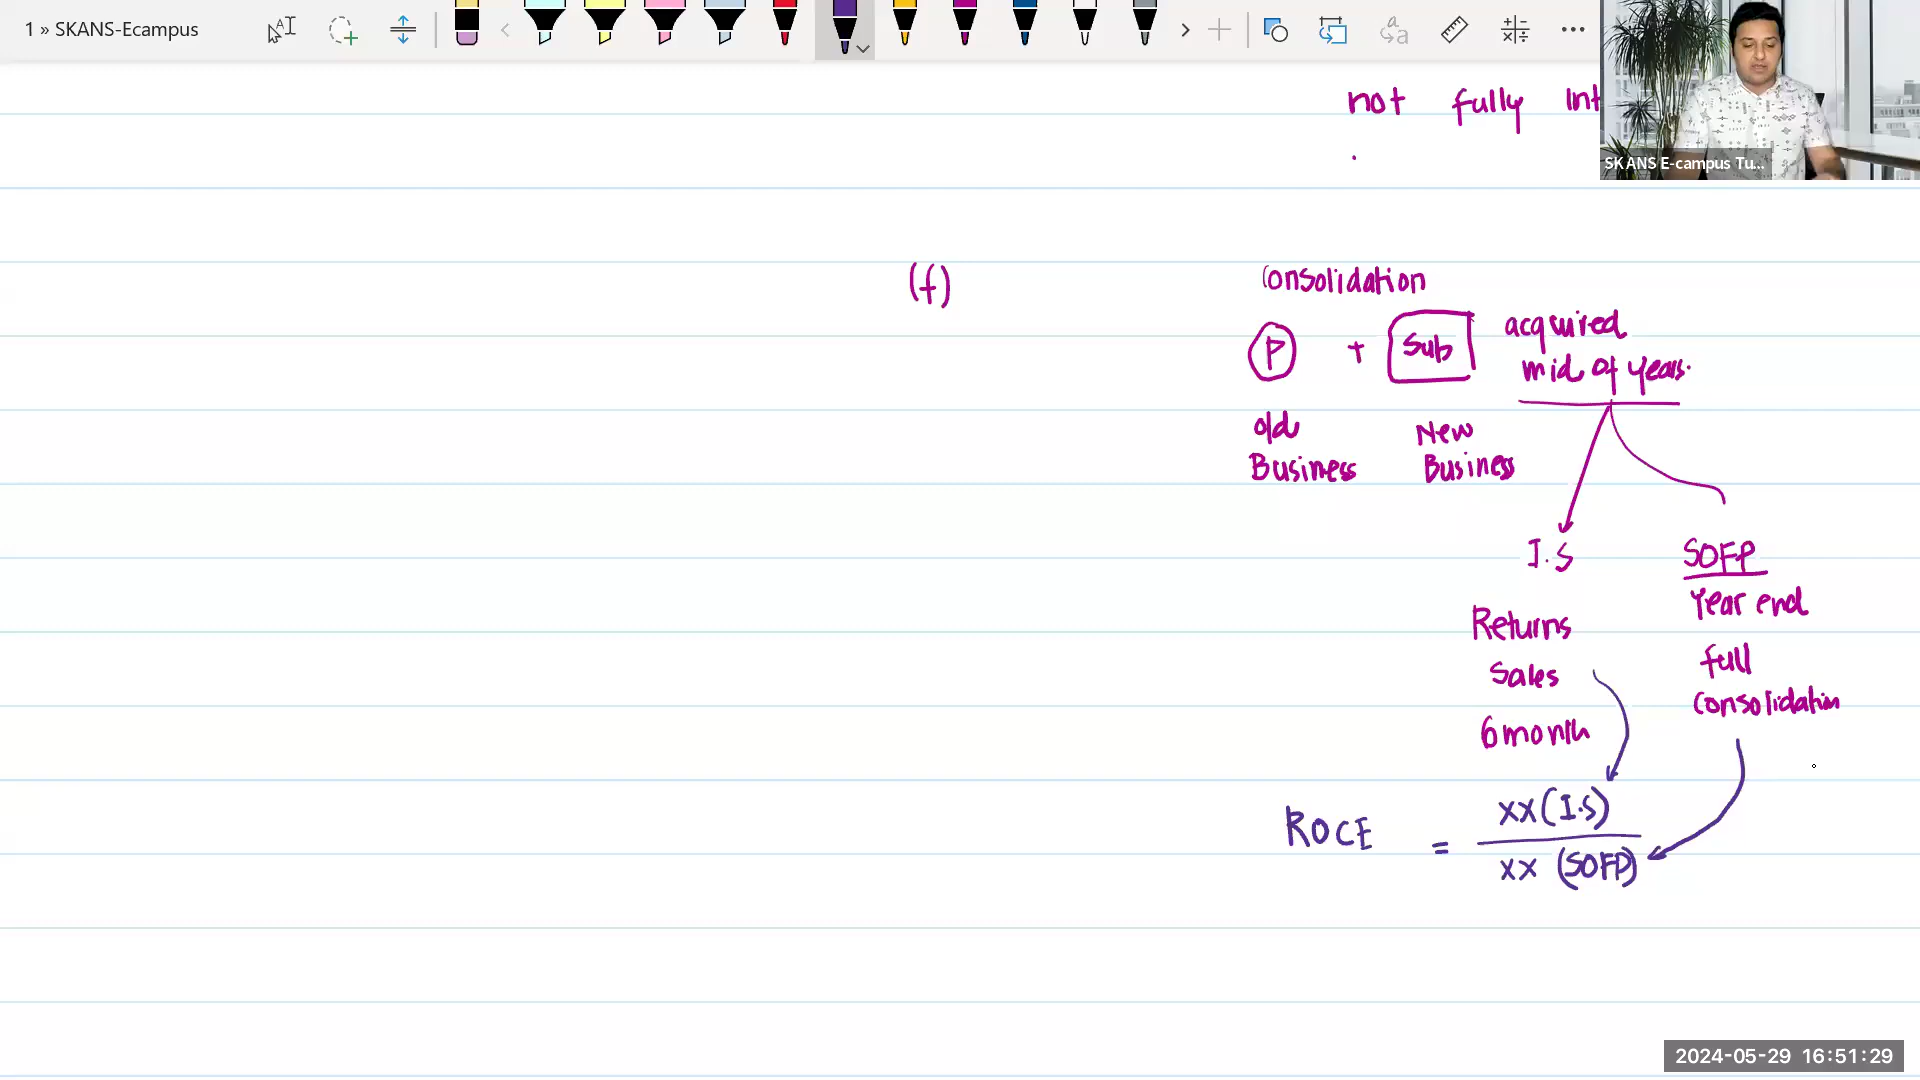 1 » SKANS-Ecampus
not fully int
SKANS E-campus Tu...
(f)
Consolidation
P + Sub
acquired
mid of years.
old
Business
New
Business
I.S
SOFP
Year end
Returns
full
Sales
Consolidation
6 month
ROCE = xx (I.S)
xx (SOFP)
2024-05-29 16:51:29